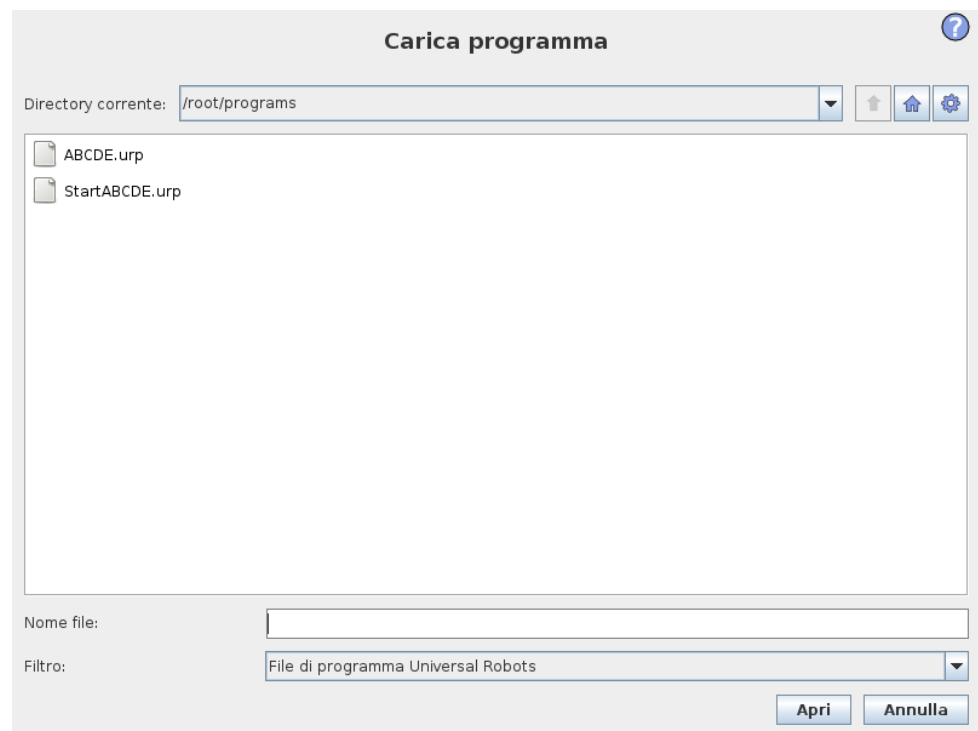 Carica programma
?
Directory corrente: /root/programs
ABCDE.urp
StartABCDE.urp
Nome file:
Filtro: File di programma Universal Robots
Apri Annulla